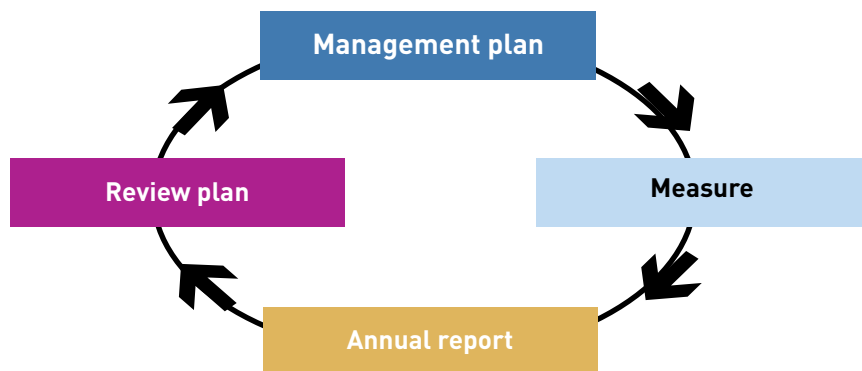 Management plan
Review plan
Measure
Annual report